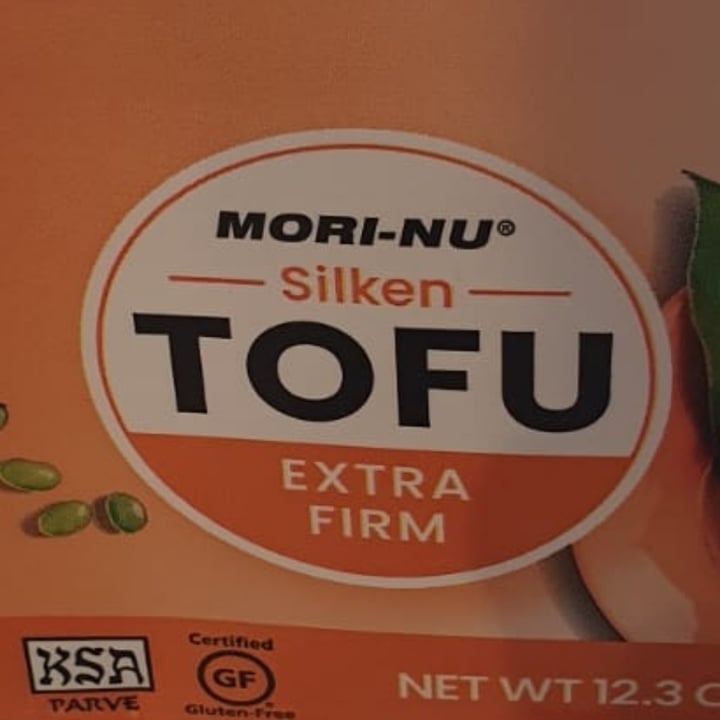 MORI-NU®
Silken
TOFU
EXTRA
FIRM
KSA
PARVE
Certified
GF
Gluten-Free
NET WT 12.3